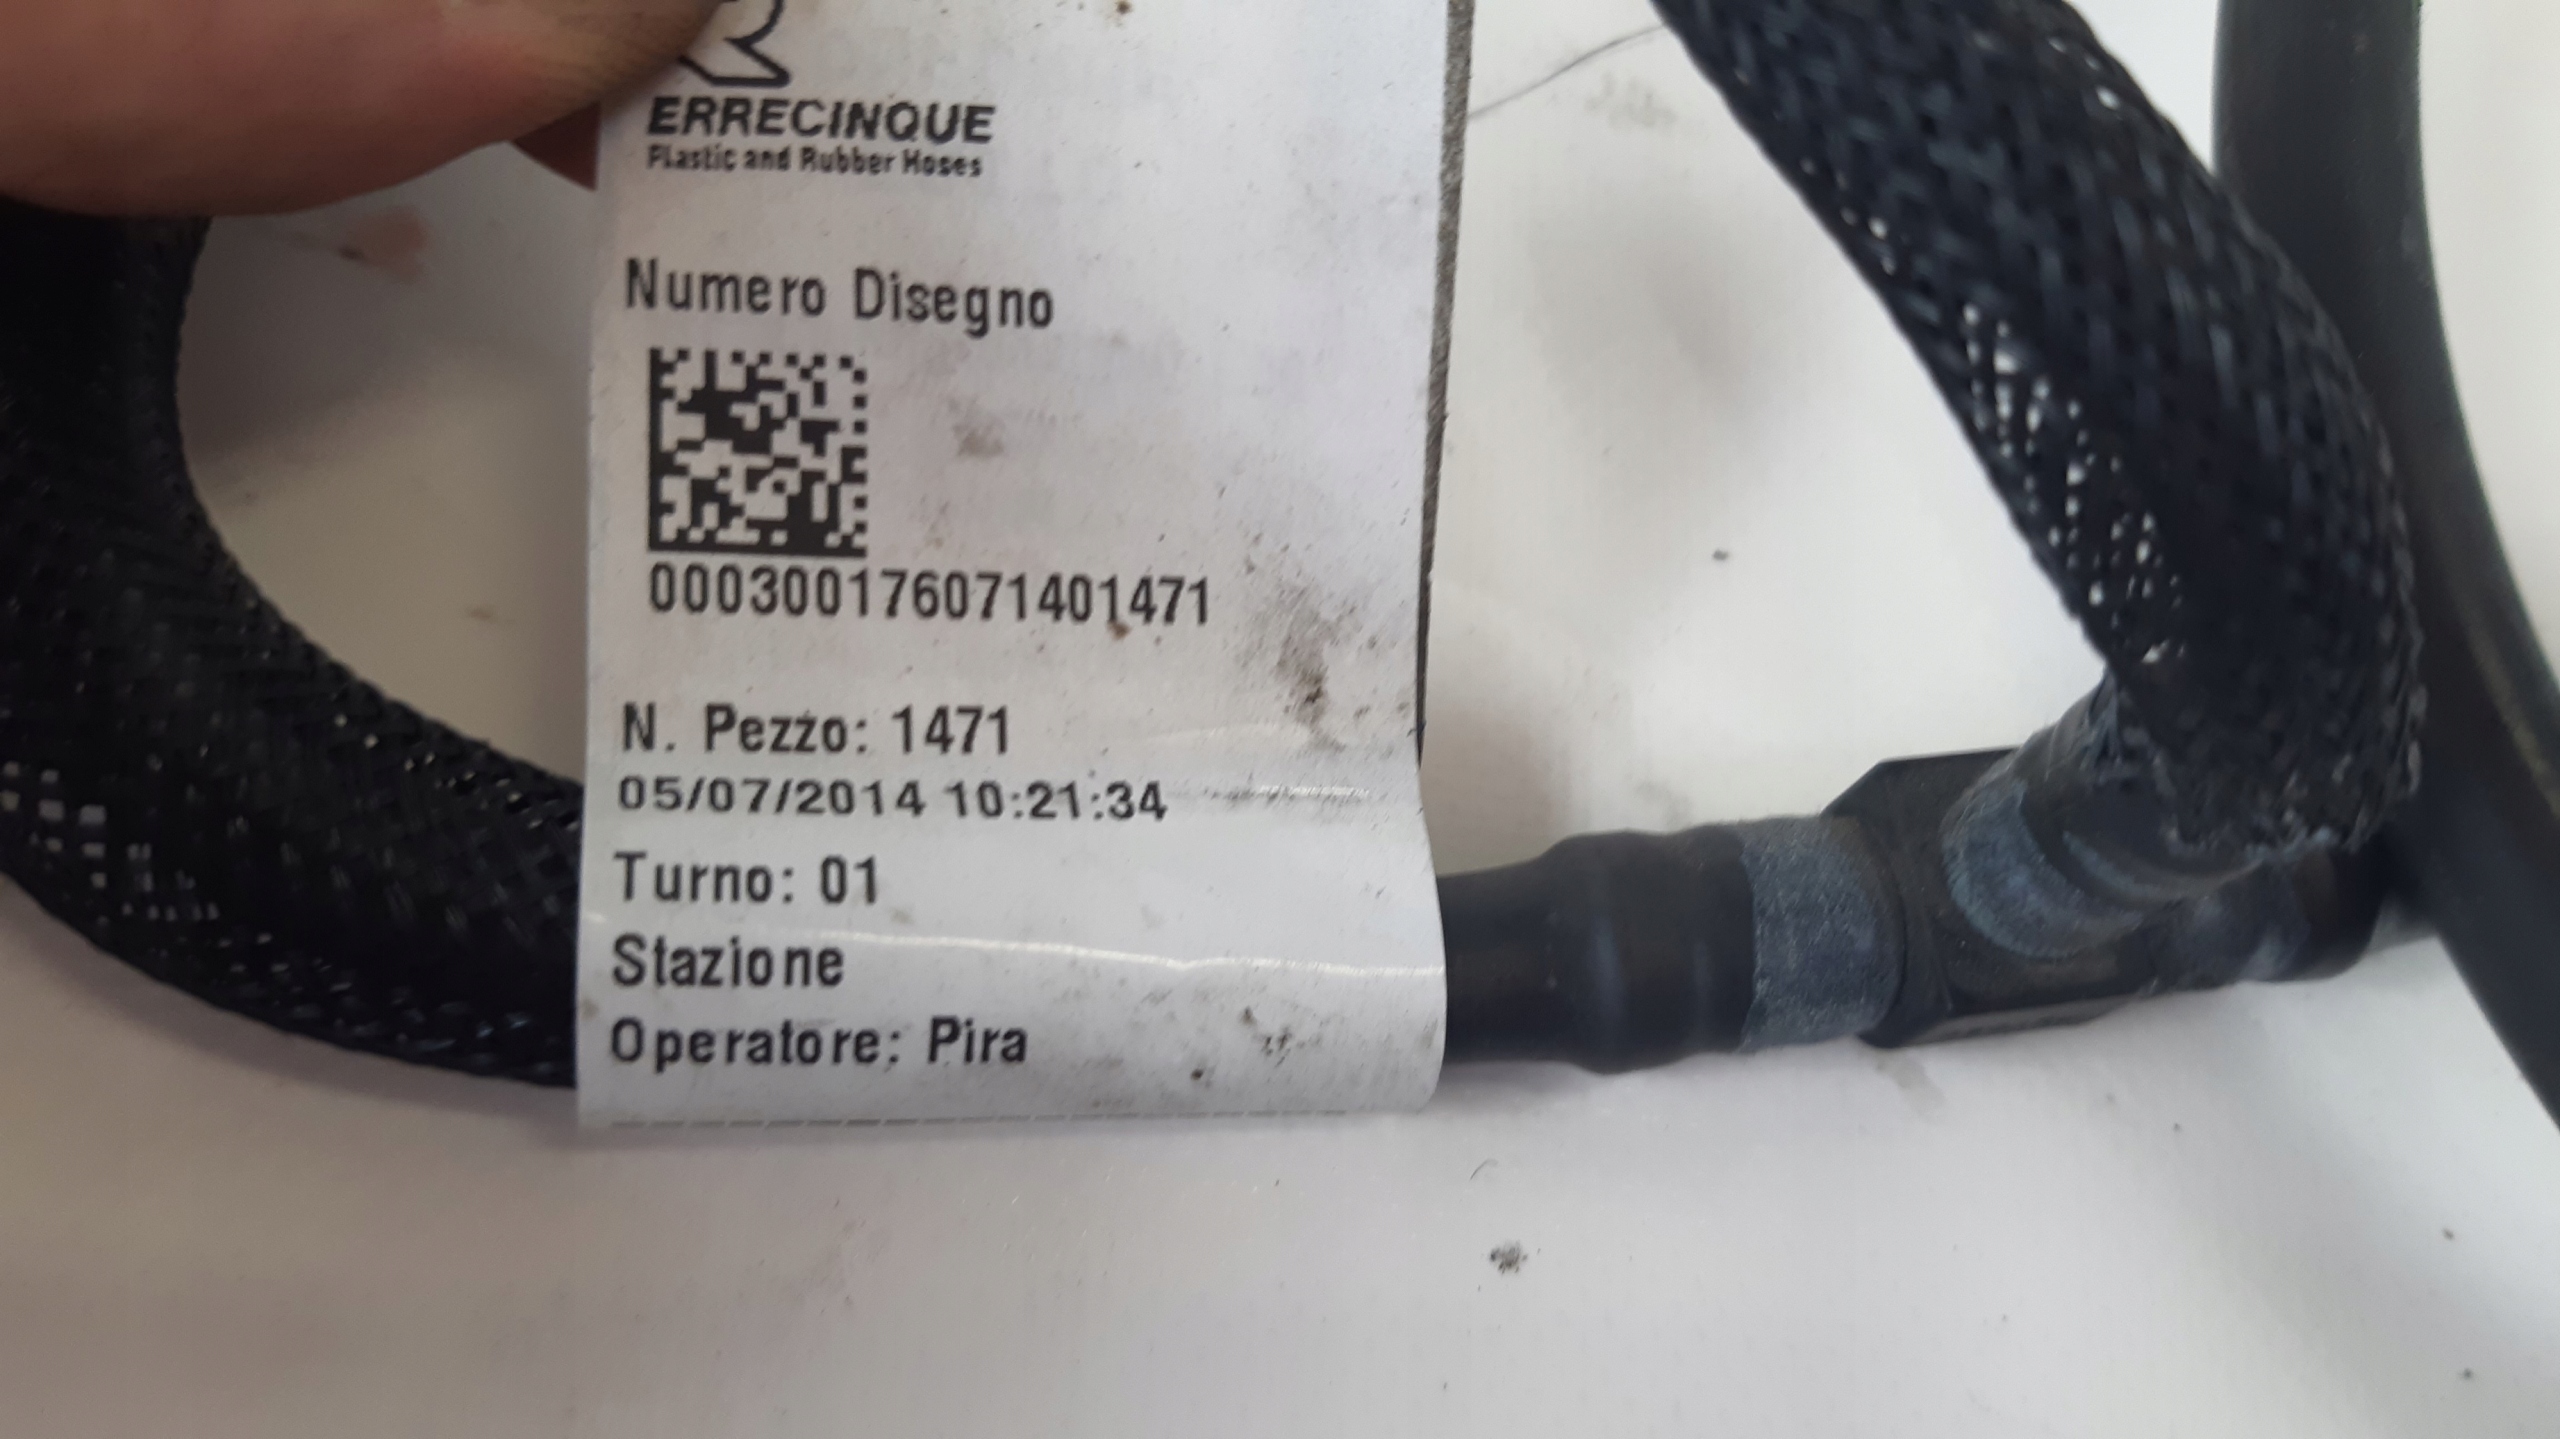 ERRECINQUE
Plastic and Rubber Hoses
Numero Disegno
000300176071401471
N. Pezzo: 1471
05/07/2014 10:21:34
Turno: 01
Stazione
Operatore: Pira